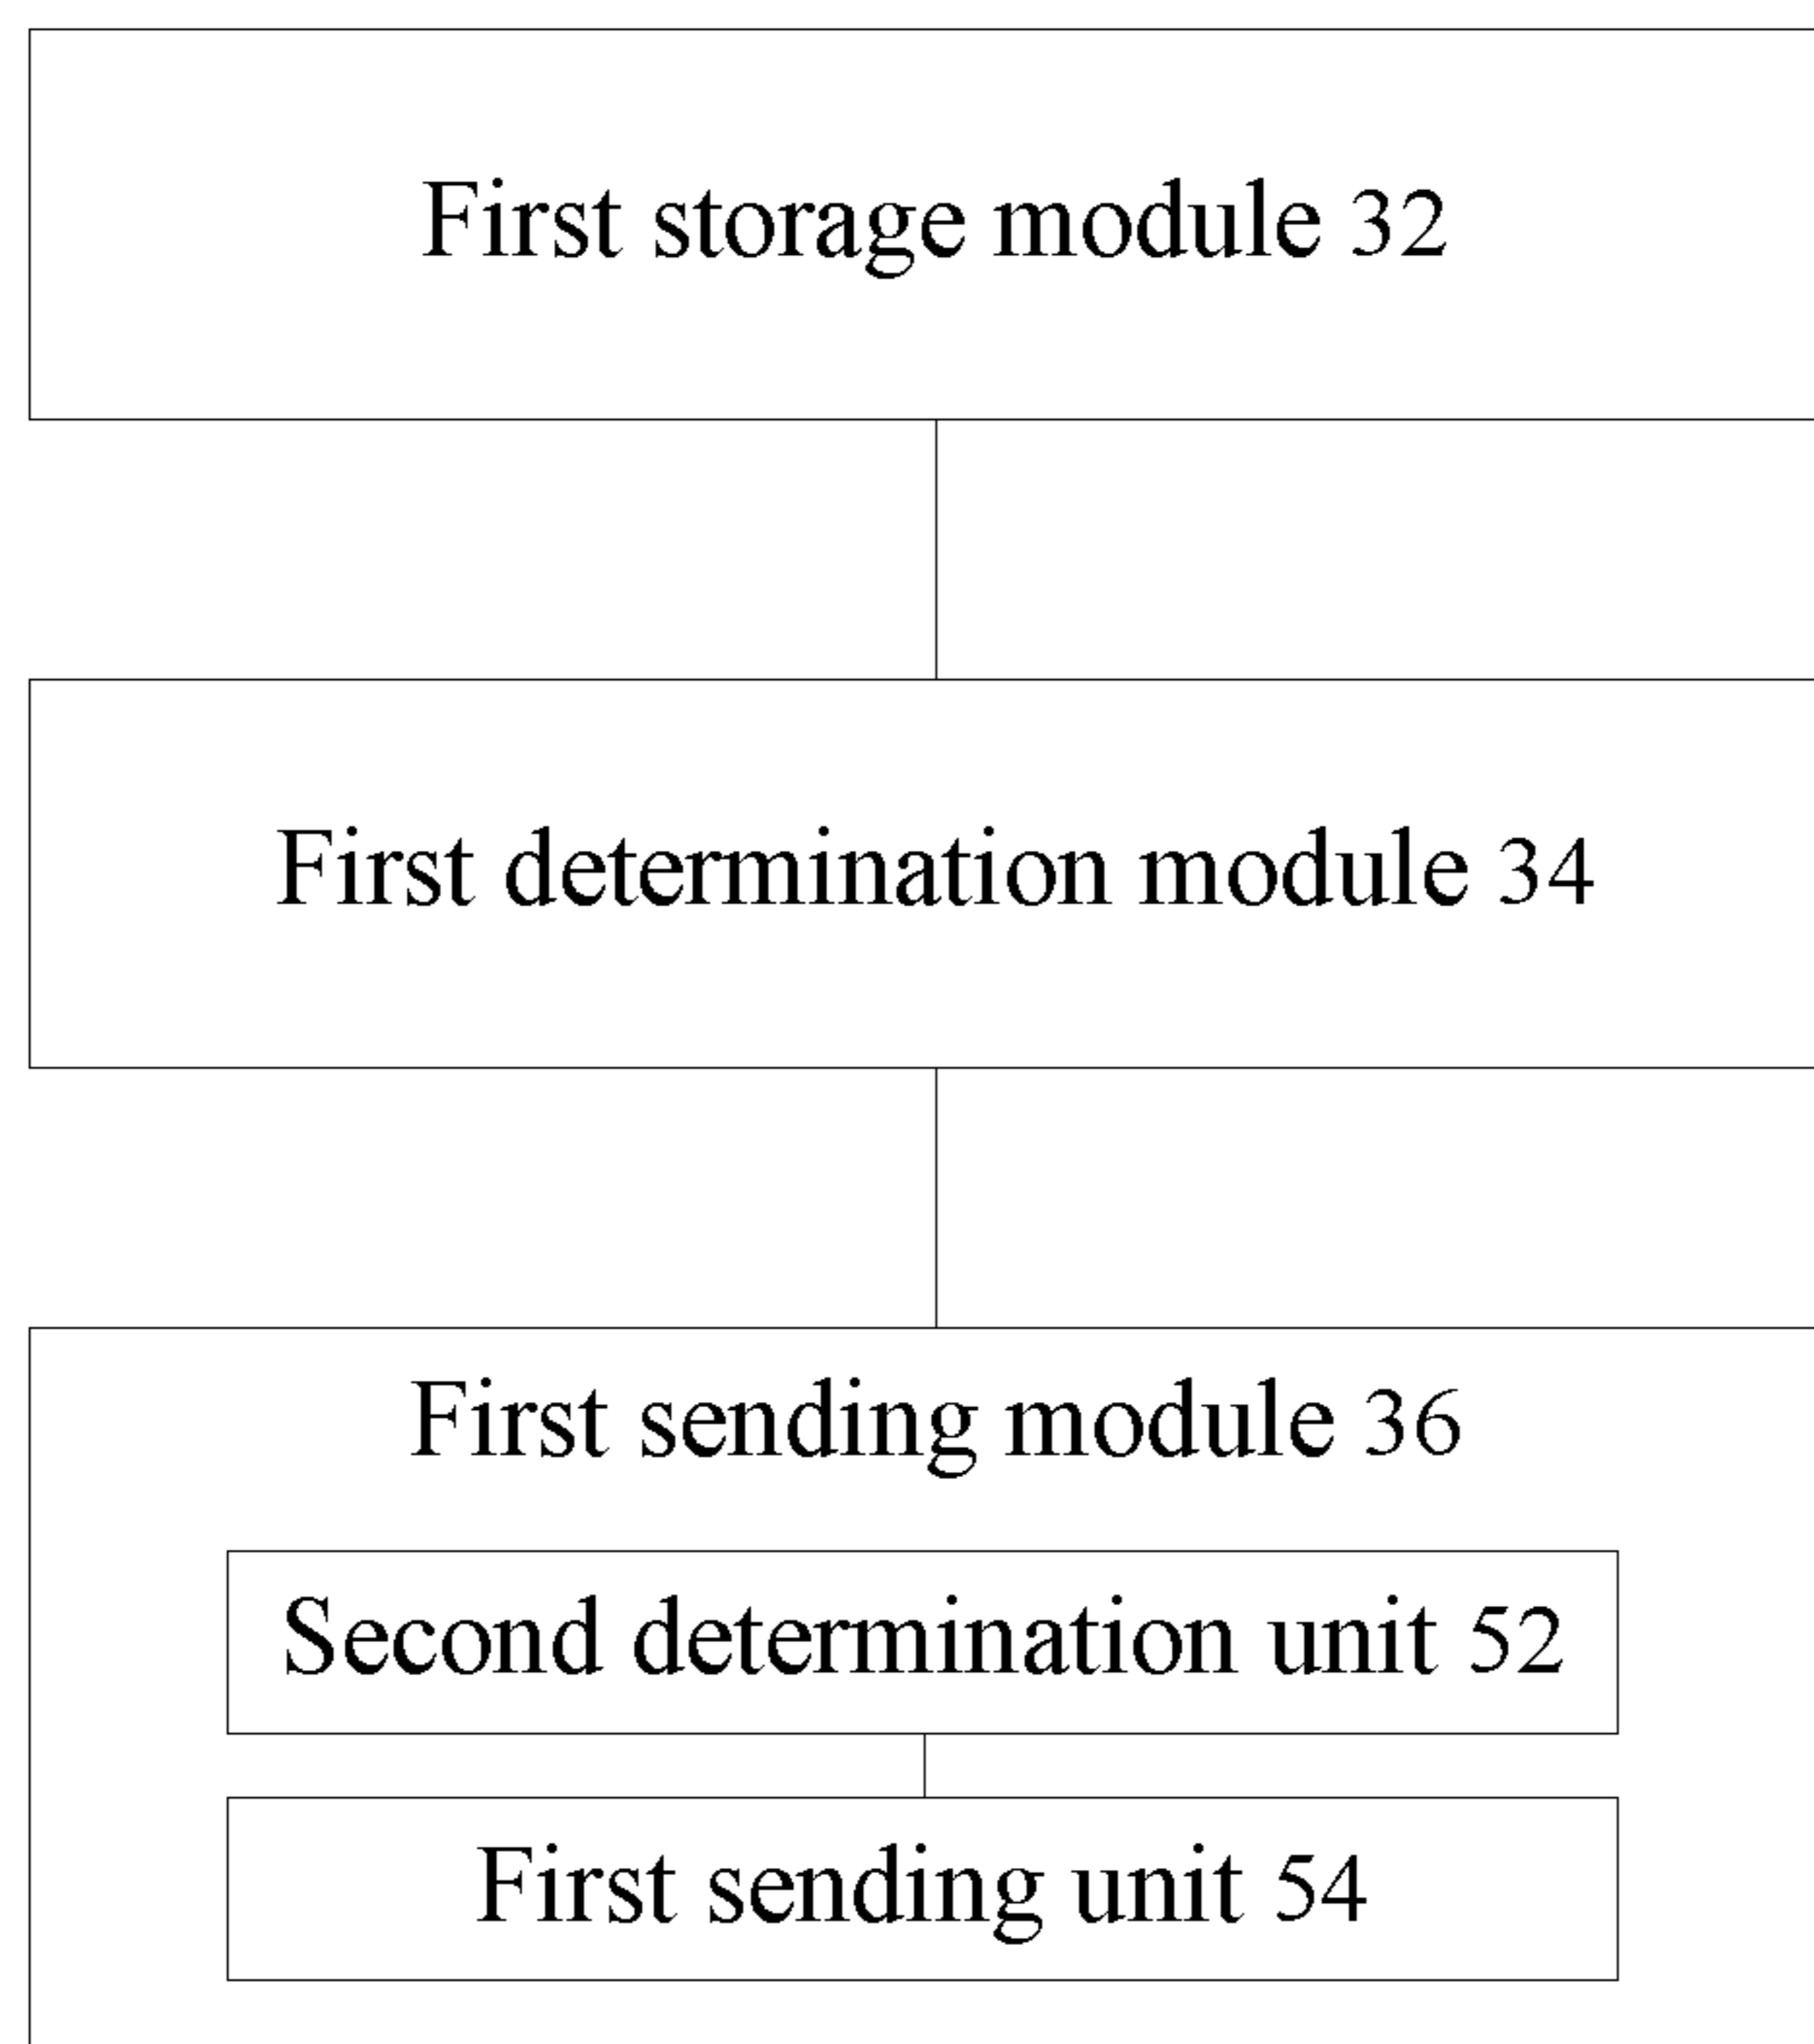 First storage module 32
First determination module 34
First sending module 36
Second determination unit 52
First sending unit 54